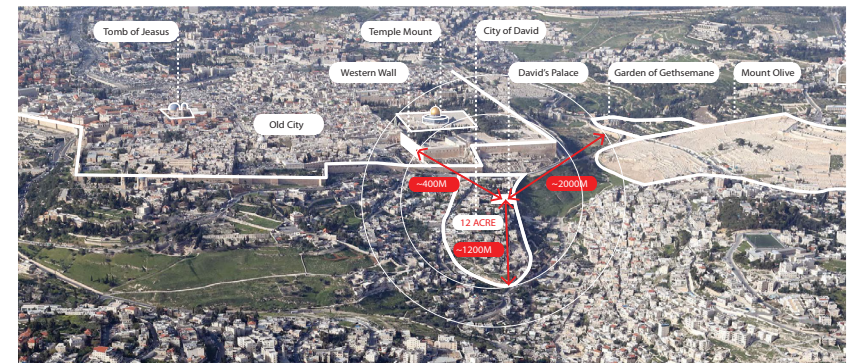 Tomb of Jeasus
Temple Mount
City of David
Western Wall
David's Palace
Garden of Gethsemane
Mount Olive
Old City
~400M
~2000M
12 ACRE
~1200M